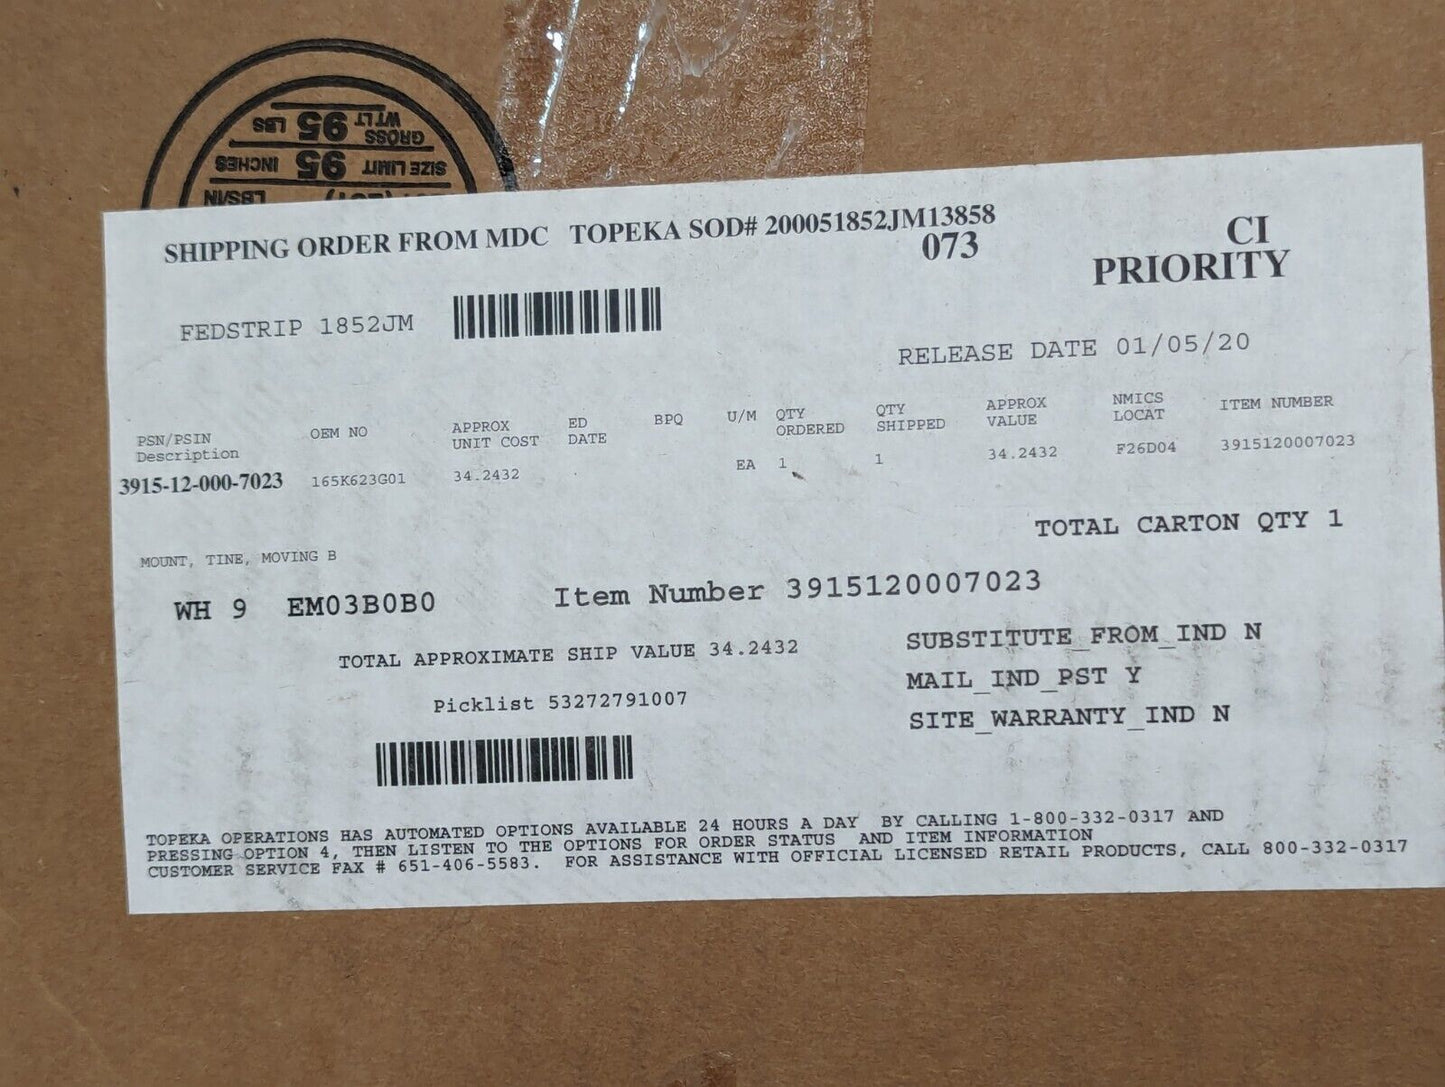 LBS 95 WT LT
GROSS
INCHES 95 SIZE LIMIT
LBS/IN
SHIPPING ORDER FROM MDC TOPEKA SOD# 200051852JM13858
073
CI
PRIORITY
FEDSTRIP 1852JM
RELEASE DATE 01/05/20
PSN/PSIN Description OEM NO APPROX UNIT COST ED DATE BPQ U/M QTY ORDERED QTY SHIPPED APPROX VALUE NMICS LOCAT ITEM NUMBER
3915-12-000-7023 165K623G01 34.2432 EA 1 1 34.2432 F26D04 3915120007023
TOTAL CARTON QTY 1
MOUNT, TINE, MOVING B
WH 9 EM03B0B0 Item Number 3915120007023
TOTAL APPROXIMATE SHIP VALUE 34.2432
SUBSTITUTE_FROM_IND N
MAIL_IND_PST Y
Picklist 53272791007
SITE_WARRANTY_IND N
TOPEKA OPERATIONS HAS AUTOMATED OPTIONS AVAILABLE 24 HOURS A DAY BY CALLING 1-800-332-0317 AND
PRESSING OPTION 4, THEN LISTEN TO THE OPTIONS FOR ORDER STATUS AND ITEM INFORMATION
CUSTOMER SERVICE FAX # 651-406-5583. FOR ASSISTANCE WITH OFFICIAL LICENSED RETAIL PRODUCTS, CALL 800-332-0317